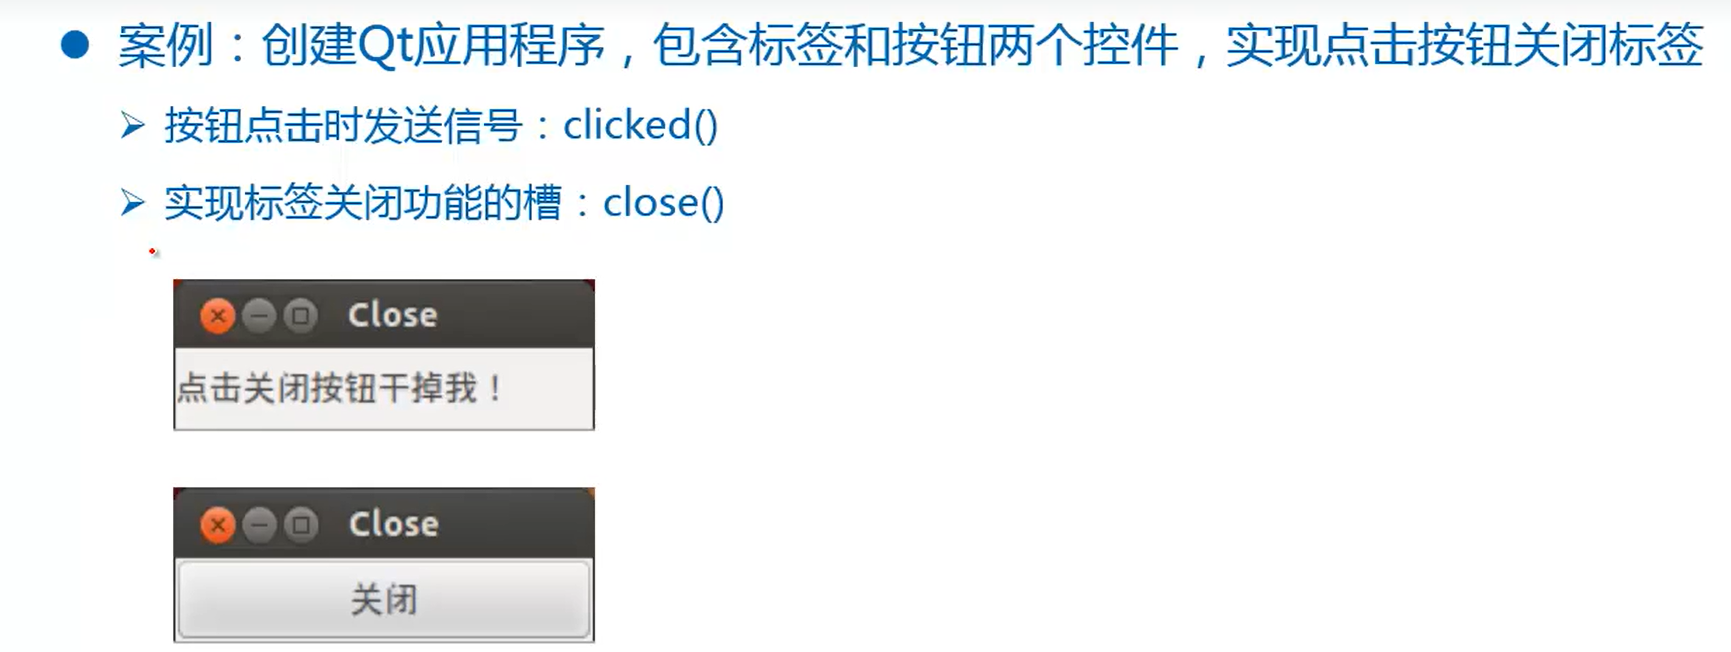 案例：创建Qt应用程序，包含标签和按钮两个控件，实现点击按钮关闭标签
按钮点击时发送信号：clicked()
实现标签关闭功能的槽：close()
Close
点击关闭按钮干掉我！
Close
关闭